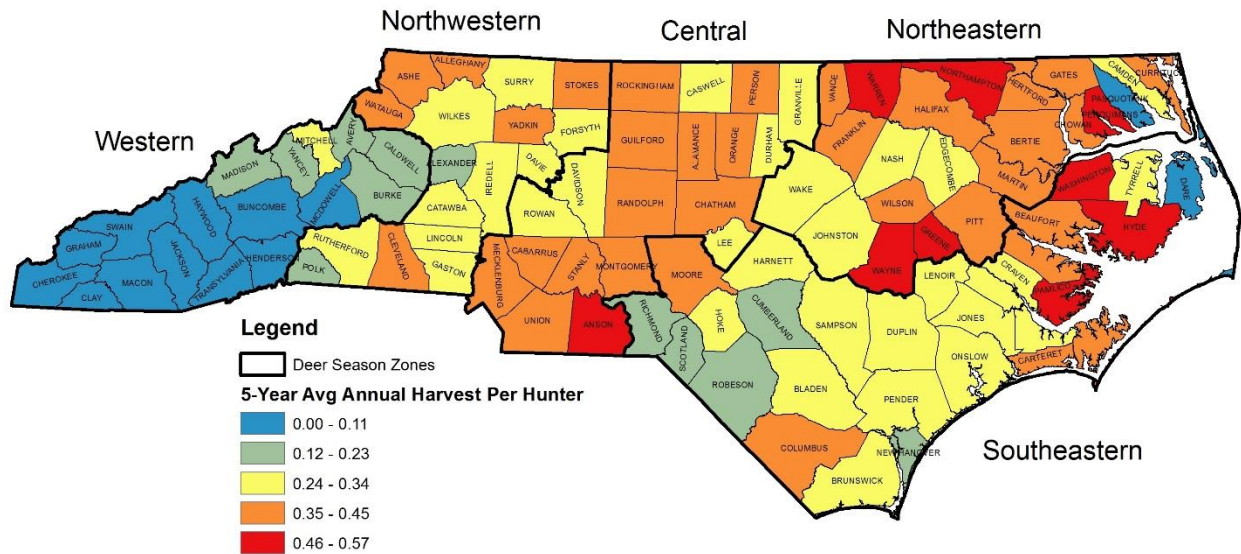 Northwestern
Central
Northeastern
Western
Southeastern
ALLEGHANY
ASHE
SURRY
STOKES
ROCKINGHAM
CASWELL
PERSON
GRANVILLE
VANCE
WARREN
NORTHAMPTON
HERTFORD
GATES
CAMDEN
CURRITUCK
PASQUOTANK
PERQUIMANS
CHOWAN
WATAUGA
WILKES
YADKIN
FORSYTH
GUILFORD
ALAMANCE
ORANGE
DURHAM
FRANKLIN
HALIFAX
BERTIE
MITCHELL
AVERY
CALDWELL
ALEXANDER
IREDELL
DAVIE
DAVIDSON
RANDOLPH
CHATHAM
WAKE
NASH
EDGECOMBE
MARTIN
WASHINGTON
TYRRELL
DARE
MADISON
YANCEY
BURKE
CATAWBA
ROWAN
WILSON
PITT
BEAUFORT
HYDE
HAYWOOD
BUNCOMBE
MCDOWELL
SWAIN
GRAHAM
JACKSON
RUTHERFORD
CLEVELAND
LINCOLN
GASTON
CABARRUS
STANLY
MONTGOMERY
MOORE
LEE
HARNETT
JOHNSTON
WAYNE
GREENE
LENOIR
CRAVEN
PAMLICO
CHEROKEE
CLAY
MACON
TRANSYLVANIA
HENDERSON
POLK
MECKLENBURG
UNION
ANSON
RICHMOND
SCOTLAND
HOKE
CUMBERLAND
SAMPSON
DUPLIN
JONES
CARTERET
ONSLOW
ROBESON
BLADEN
PENDER
COLUMBUS
NEW HANOVER
BRUNSWICK
Legend
Deer Season Zones
5-Year Avg Annual Harvest Per Hunter
0.00 - 0.11
0.12 - 0.23
0.24 - 0.34
0.35 - 0.45
0.46 - 0.57